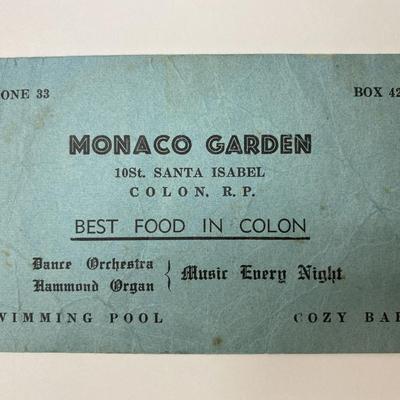 ONE 33 BOX 42
MONACO GARDEN
10St. SANTA ISABEL
COLON, R. P.
BEST FOOD IN COLON
Dance Orchestra
Hammond Organ } Music Every Night
WIMMING POOL COZY BAR